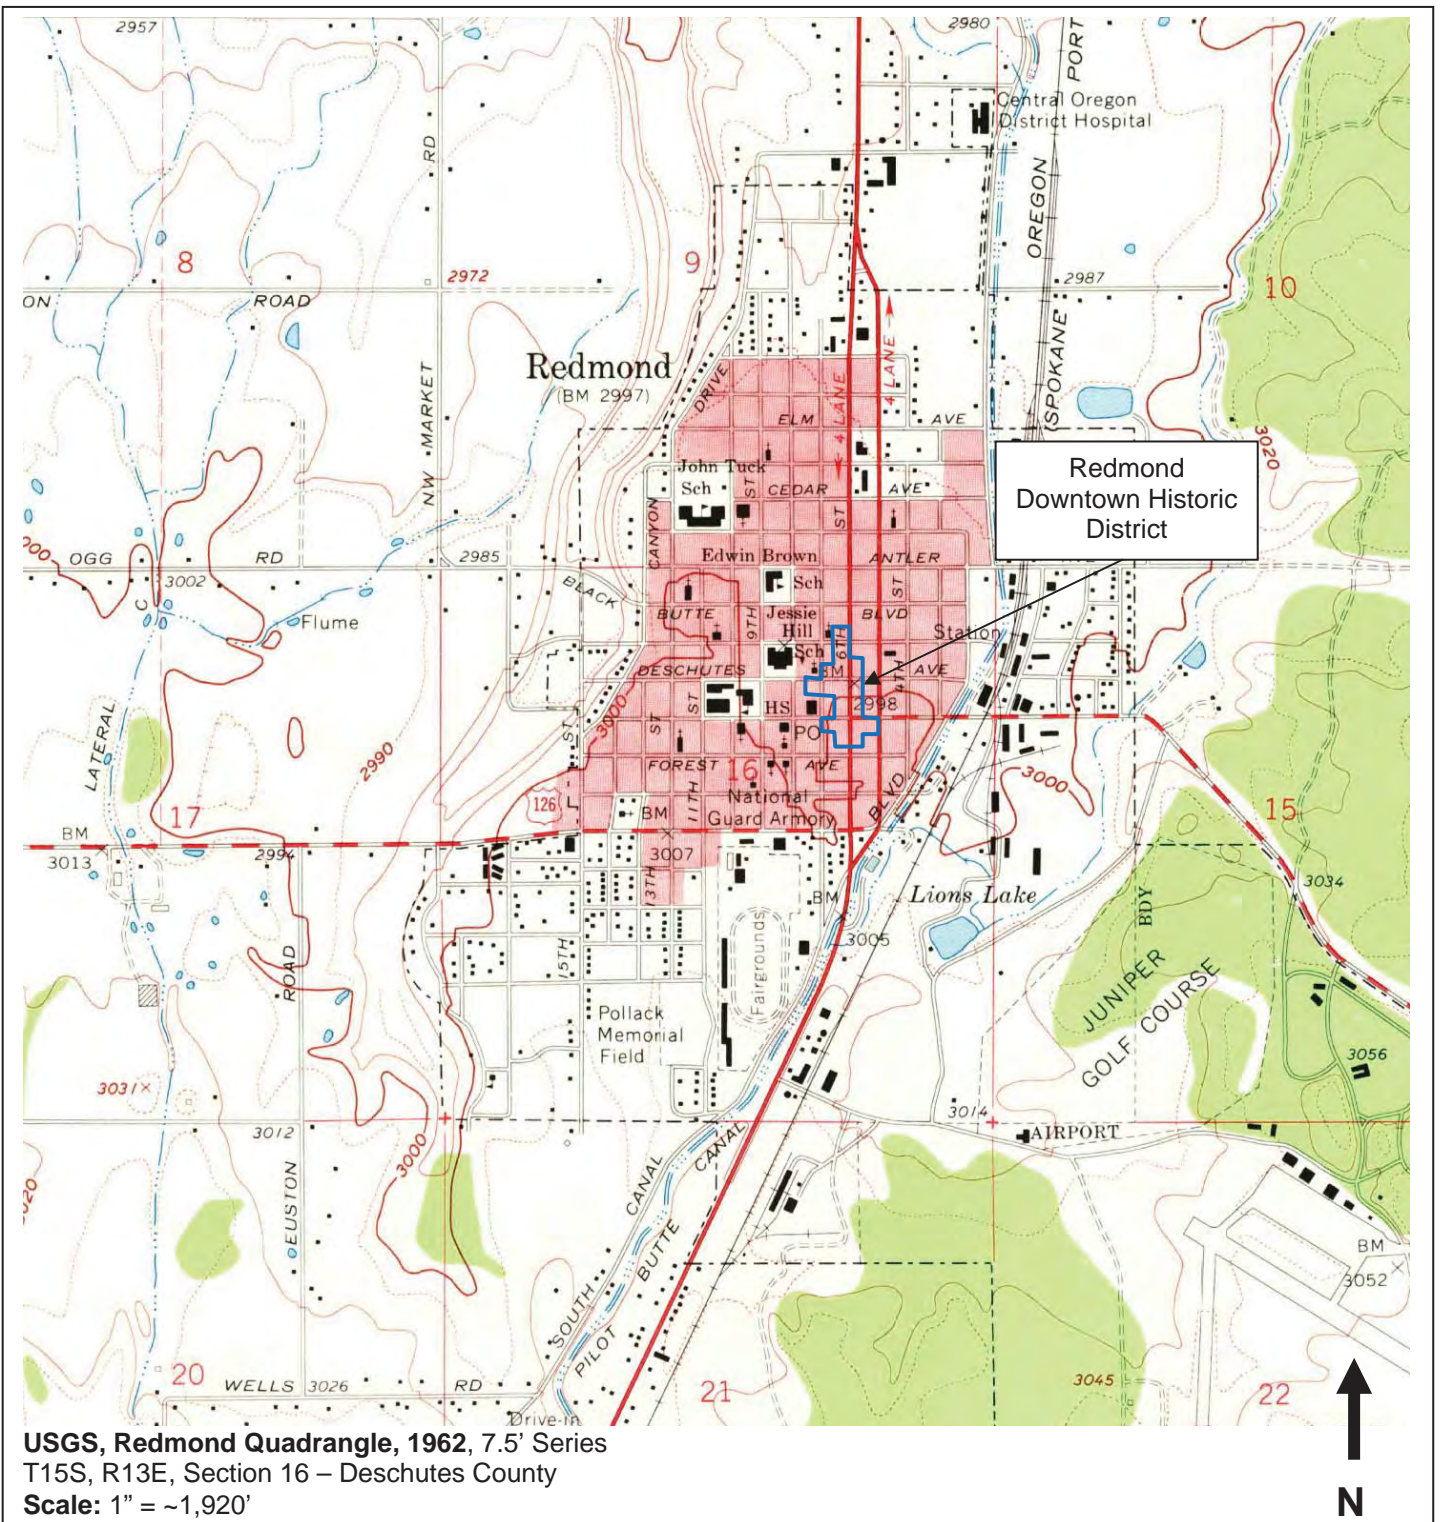 2957
2980
PORT
RD
Central Oregon
District Hospital
OREGON
8
9
2972
2987
10
ON
ROAD
Redmond
(BM 2997)
DRIVE
4 LANE
4 LANE
(SPOKANE
NW MARKET
ELM
AVE
3020
John Tuck
Sch
ST
CEDAR
AVE
ST
Redmond
Downtown Historic
District
CANYON
Edwin Brown
Sch
ANTLER
OGG
RD
3002
2985
000
C
Flume
BLACK
BUTTE
9TH
Jessie
Hill
Sch
6TH
ST
BLVD
Station
DESCHUTES
BM
4TH
AVE
2998
LATERAL
ST
3000
ST
ST
HS
PO
2990
FOREST
16
AVE
BLVD
3000
126
11TH
National
Guard Armory
BM
17
15
BM
3013
2994
3007
13TH
3034
BDY
BM
Lions Lake
3005
15TH
Fairgrounds
ROAD
JUNIPER
GOLF COURSE
Pollack
Memorial
Field
3031
3056
3012
3014
AIRPORT
3000
CANAL
CANAL
3020
EUSTON
BUTTE
SOUTH
PILOT
BM
3052
20
WELLS
3026
RD
21
3045
22
Drive-in
USGS, Redmond Quadrangle, 1962, 7.5’ Series
T15S, R13E, Section 16 – Deschutes County
Scale: 1” = ~1,920’
N